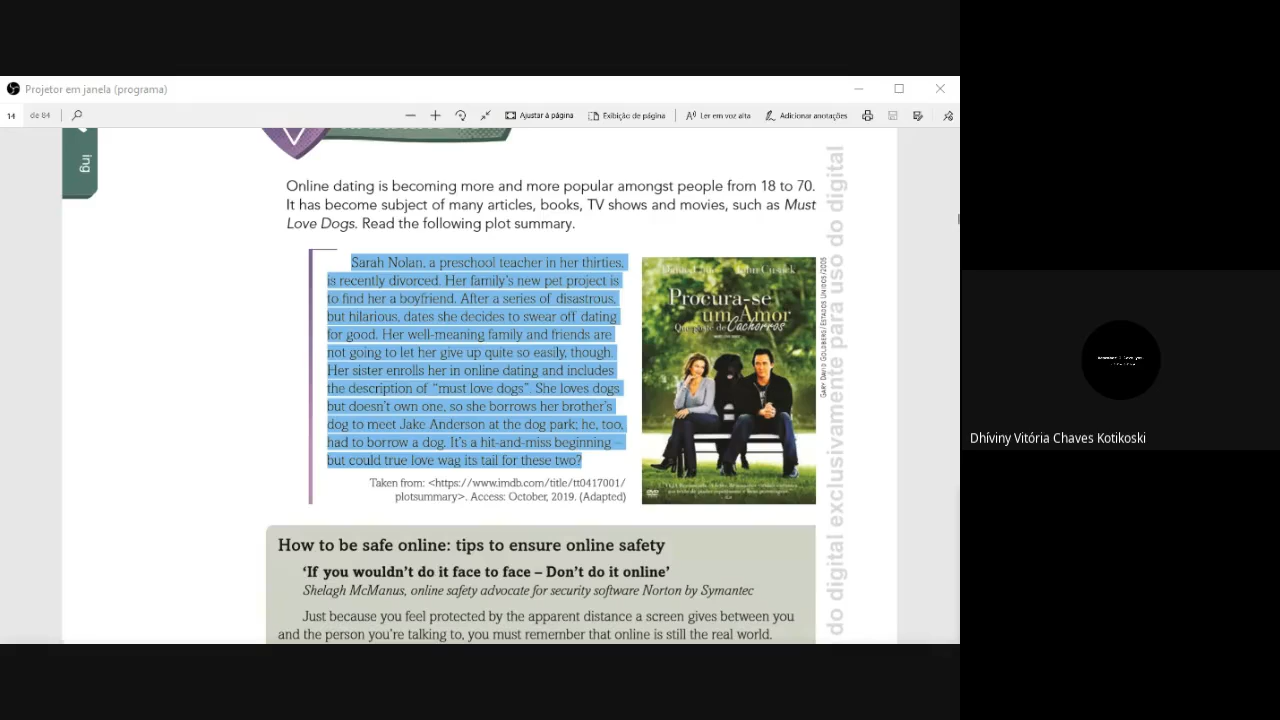 Projetor em janela (programa)
14 de 84
Ajustar à página
Exibição de página
Ler em voz alta
Adicionar anotações
ing
Online dating is becoming more and more popular amongst people from 18 to 70.
It has become subject of many articles, books, TV shows and movies, such as Must
Love Dogs. Read the following plot summary.
Sarah Nolan, a preschool teacher in her thirties,
is recently divorced. Her family's new pet project is
to find her a boyfriend. After a series of disastrous,
but hilarious, dates she decides to swear off dating
for good. Her well-meaning family and friends are
not going to let her give up quite so easily, though.
Her sister enrolls her in online dating and includes
the description of "must love dogs". She loves dogs
but doesn't own one, so she borrows her brother's
dog to meet Jake Anderson at the dog park; he, too,
had to borrow a dog. It's a hit-and-miss beginning –
but could true love wag its tail for these two?
Taken from: <https://www.imdb.com/title/tt0417001/
plotsummary>. Access: October, 2019. (Adapted)
John Cusack
Procura-se
um Amor
Que goste de Cachorros
Gary David Goldberg/Estados Unidos/2005
do digital exclusivamente para uso do digital
How to be safe online: tips to ensure online safety
'If you wouldn't do it face to face – Don't do it online'
Shelagh McManus, online safety advocate for security software Norton by Symantec
Just because you feel protected by the apparent distance a screen gives between you
and the person you're talking to, you must remember that online is still the real world.
Dhíviny Vitória Chaves Kotikoski